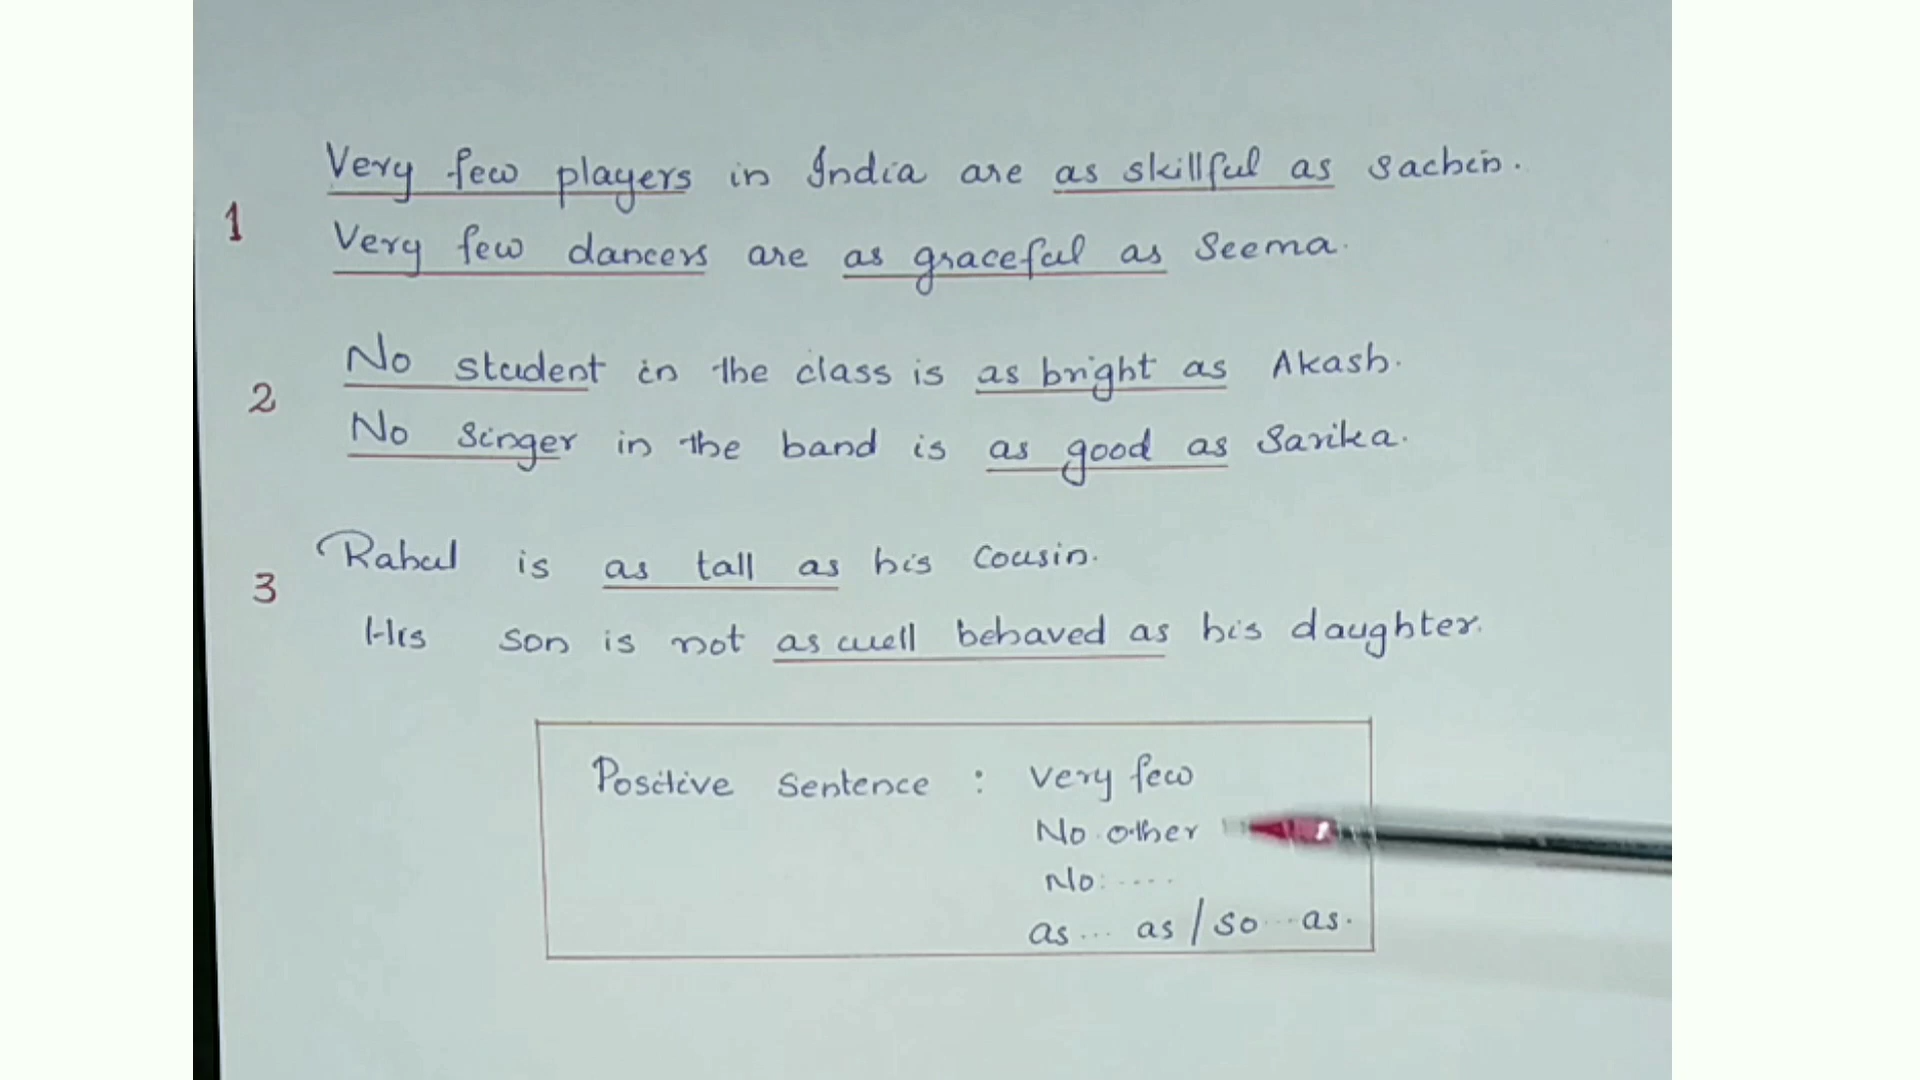 Very few players in India are as skillful as Sachin.
1
Very few dancers are as graceful as Seema.
No student in the class is as bright as Akash.
2
No singer in the band is as good as Sarika.
Rahul is as tall as his cousin.
3
His son is not as well behaved as his daughter.
Positive Sentence : Very few
No other
No ....
as... as / so...as.